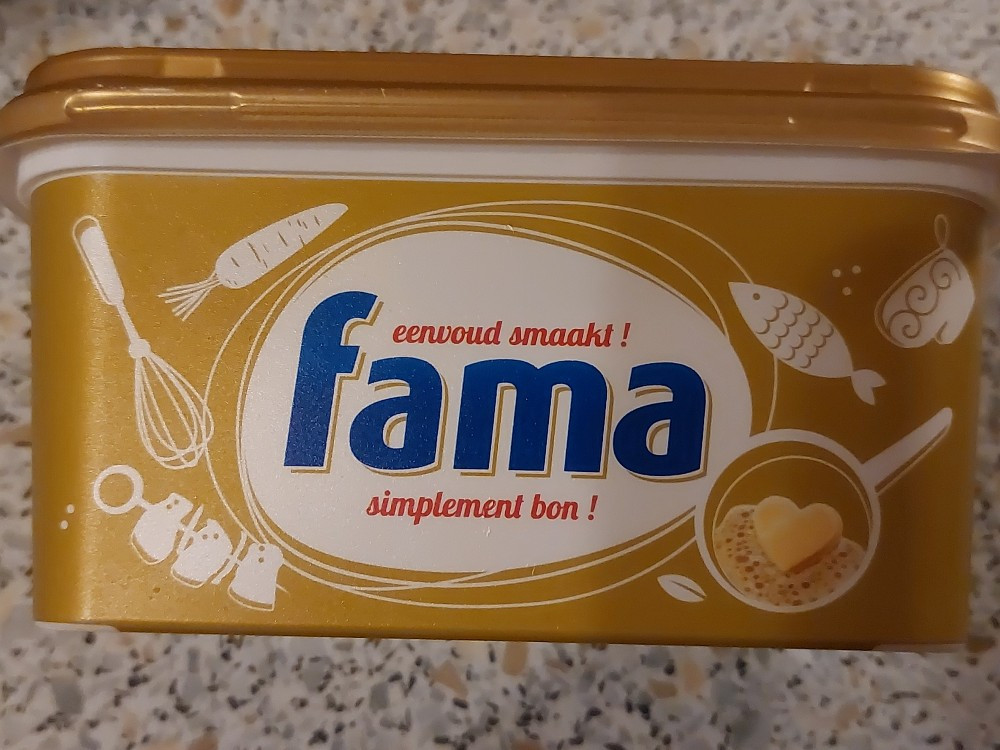 eenvoud smaakt !
fama
simplement bon !